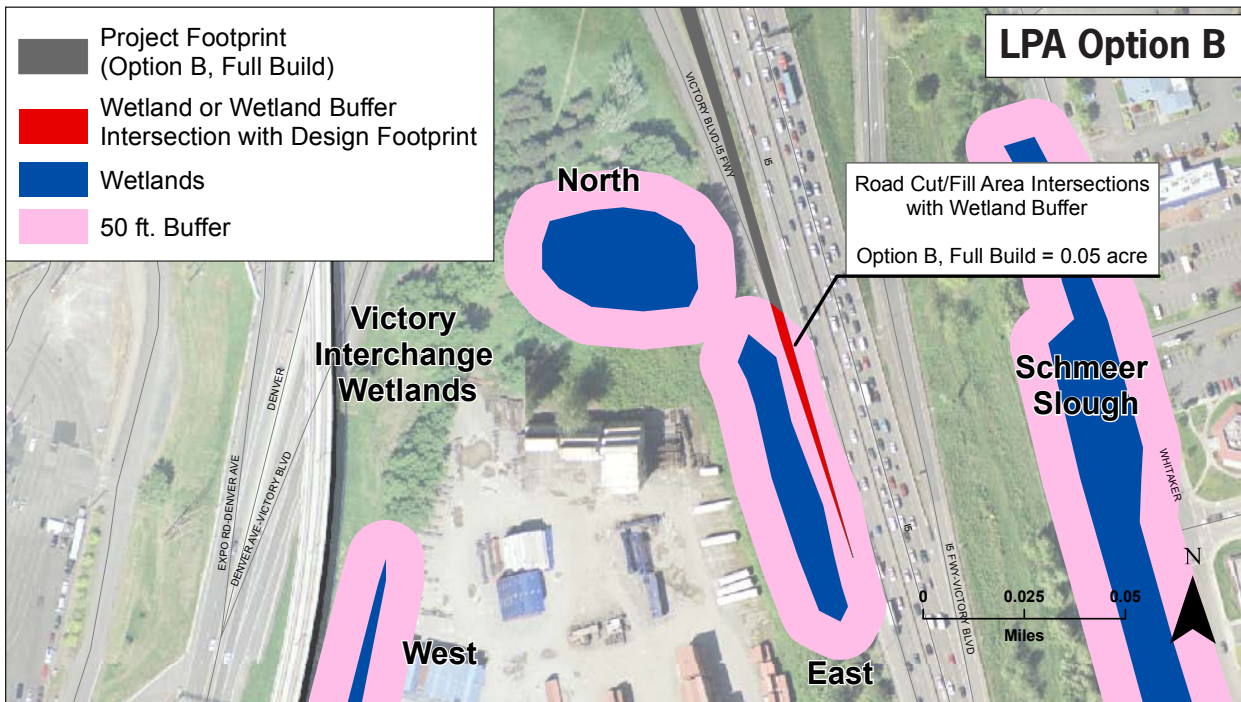 LPA Option B
Project Footprint
(Option B, Full Build)
Wetland or Wetland Buffer
Intersection with Design Footprint
Wetlands
50 ft. Buffer
North
VICTORY BLVD-I5 FWY
I5
Road Cut/Fill Area Intersections
with Wetland Buffer
Option B, Full Build = 0.05 acre
Victory
Interchange
Wetlands
DENVER
EXPO RD-DENVER AVE
DENVER AVE-VICTORY BLVD
Schmeer
Slough
WHITAKER
I5
I5 FWY-VICTORY BLVD
N
0
0.025
0.05
Miles
West
East